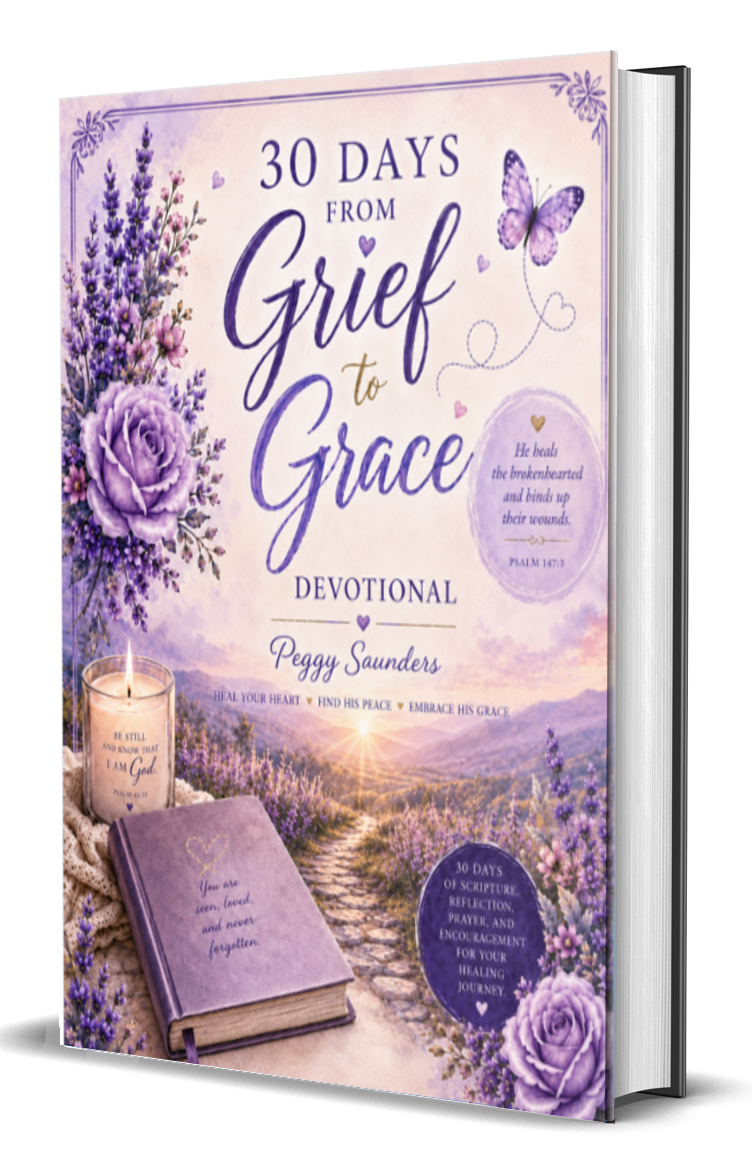 30 DAYS
FROM
Grief
to
Grace
DEVOTIONAL
Peggy Saunders
HEAL YOUR HEART FIND HIS PEACE EMBRACE HIS GRACE
He heals
the brokenhearted
and binds up
their wounds.
PSALM 147:3
BE STILL
AND KNOW THAT
I AM God.
You are
seen, loved,
and never
forgotten.
30 DAYS
OF SCRIPTURE,
REFLECTION,
PRAYER, AND
ENCOURAGEMENT
FOR YOUR
HEALING
JOURNEY